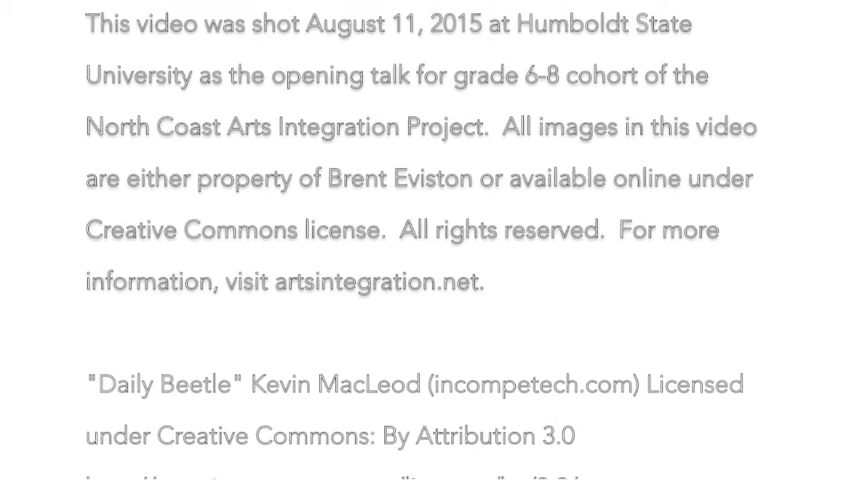 This video was shot August 11, 2015 at Humboldt State
University as the opening talk for grade 6-8 cohort of the
North Coast Arts Integration Project.  All images in this video
are either property of Brent Eviston or available online under
Creative Commons license.  All rights reserved.  For more
information, visit artsintegration.net.
"Daily Beetle" Kevin MacLeod (incompetech.com) Licensed
under Creative Commons: By Attribution 3.0